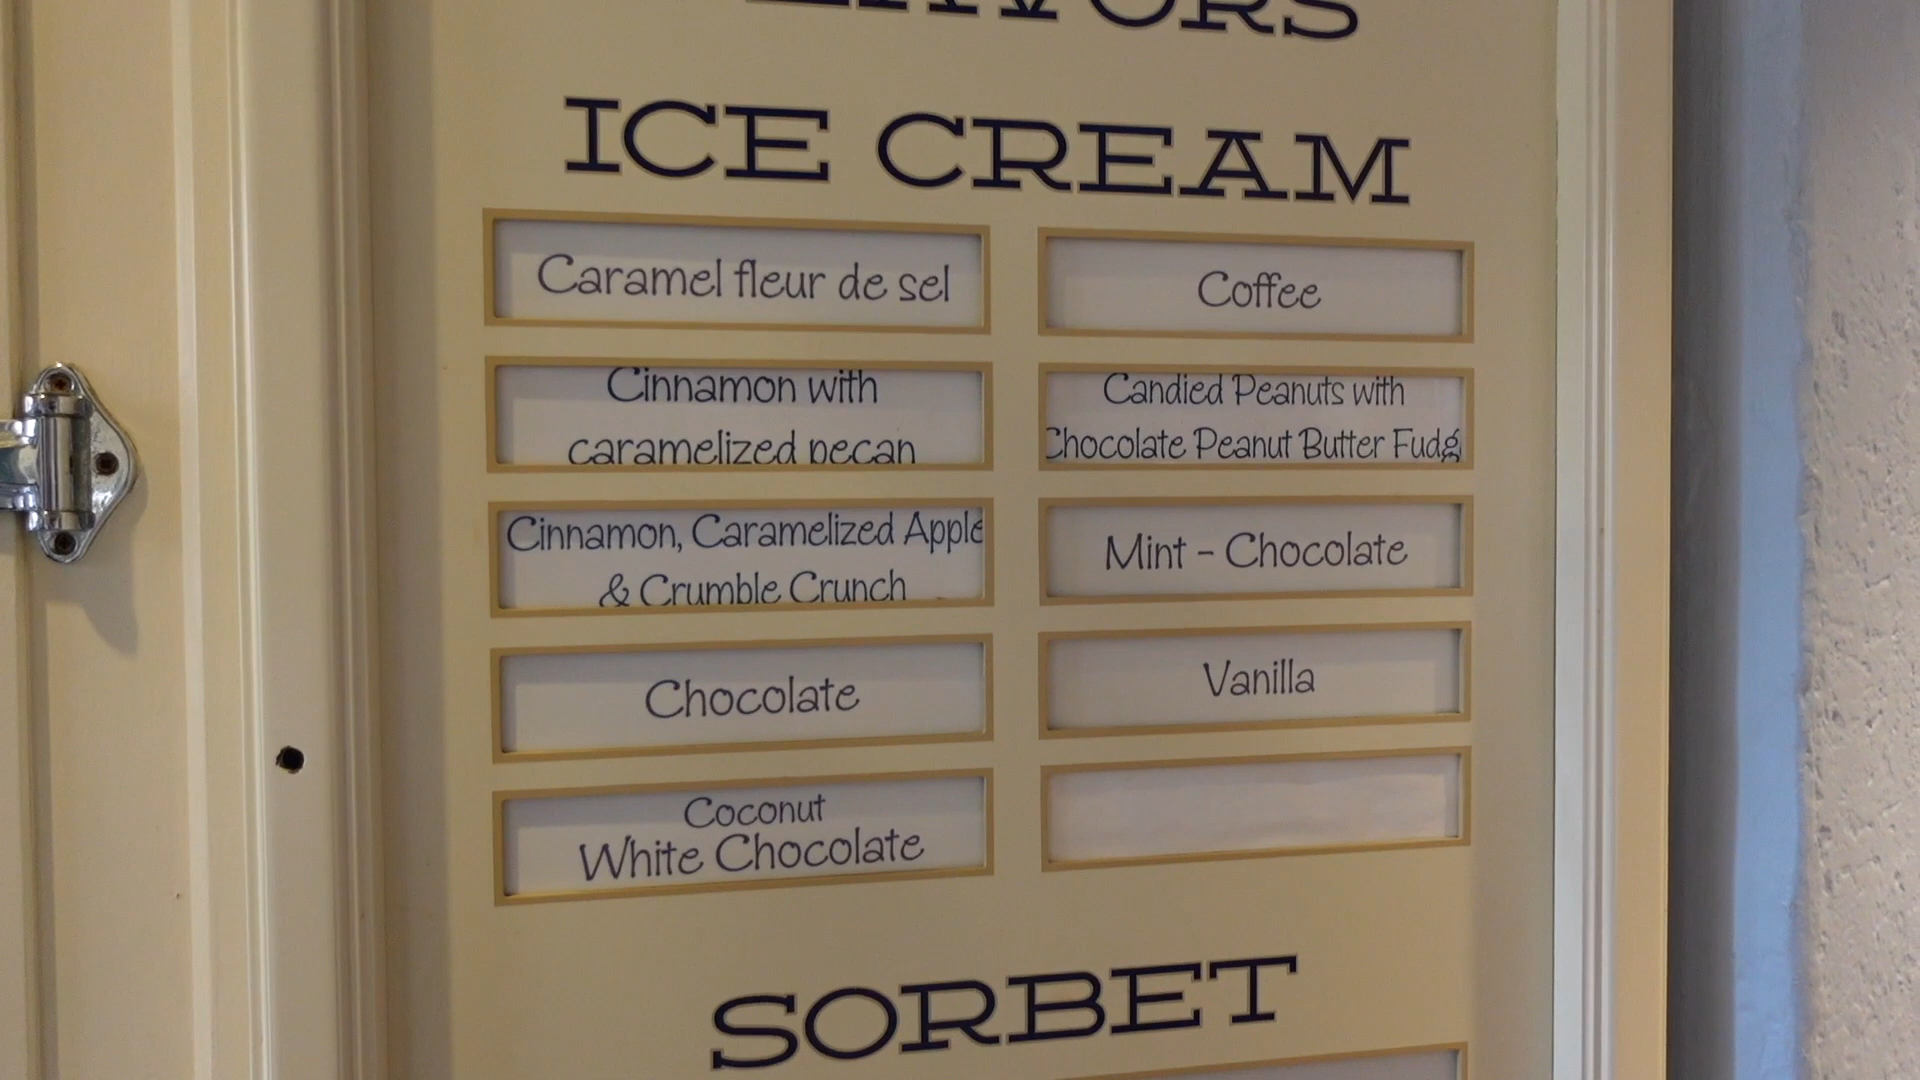 FLAVORS
ICE CREAM
Caramel fleur de sel
Coffee
Cinnamon with
caramelized pecan
Candied Peanuts with
Chocolate Peanut Butter Fudg
Cinnamon, Caramelized Apple
& Crumble Crunch
Mint - Chocolate
Chocolate
Vanilla
Coconut
White Chocolate
SORBET